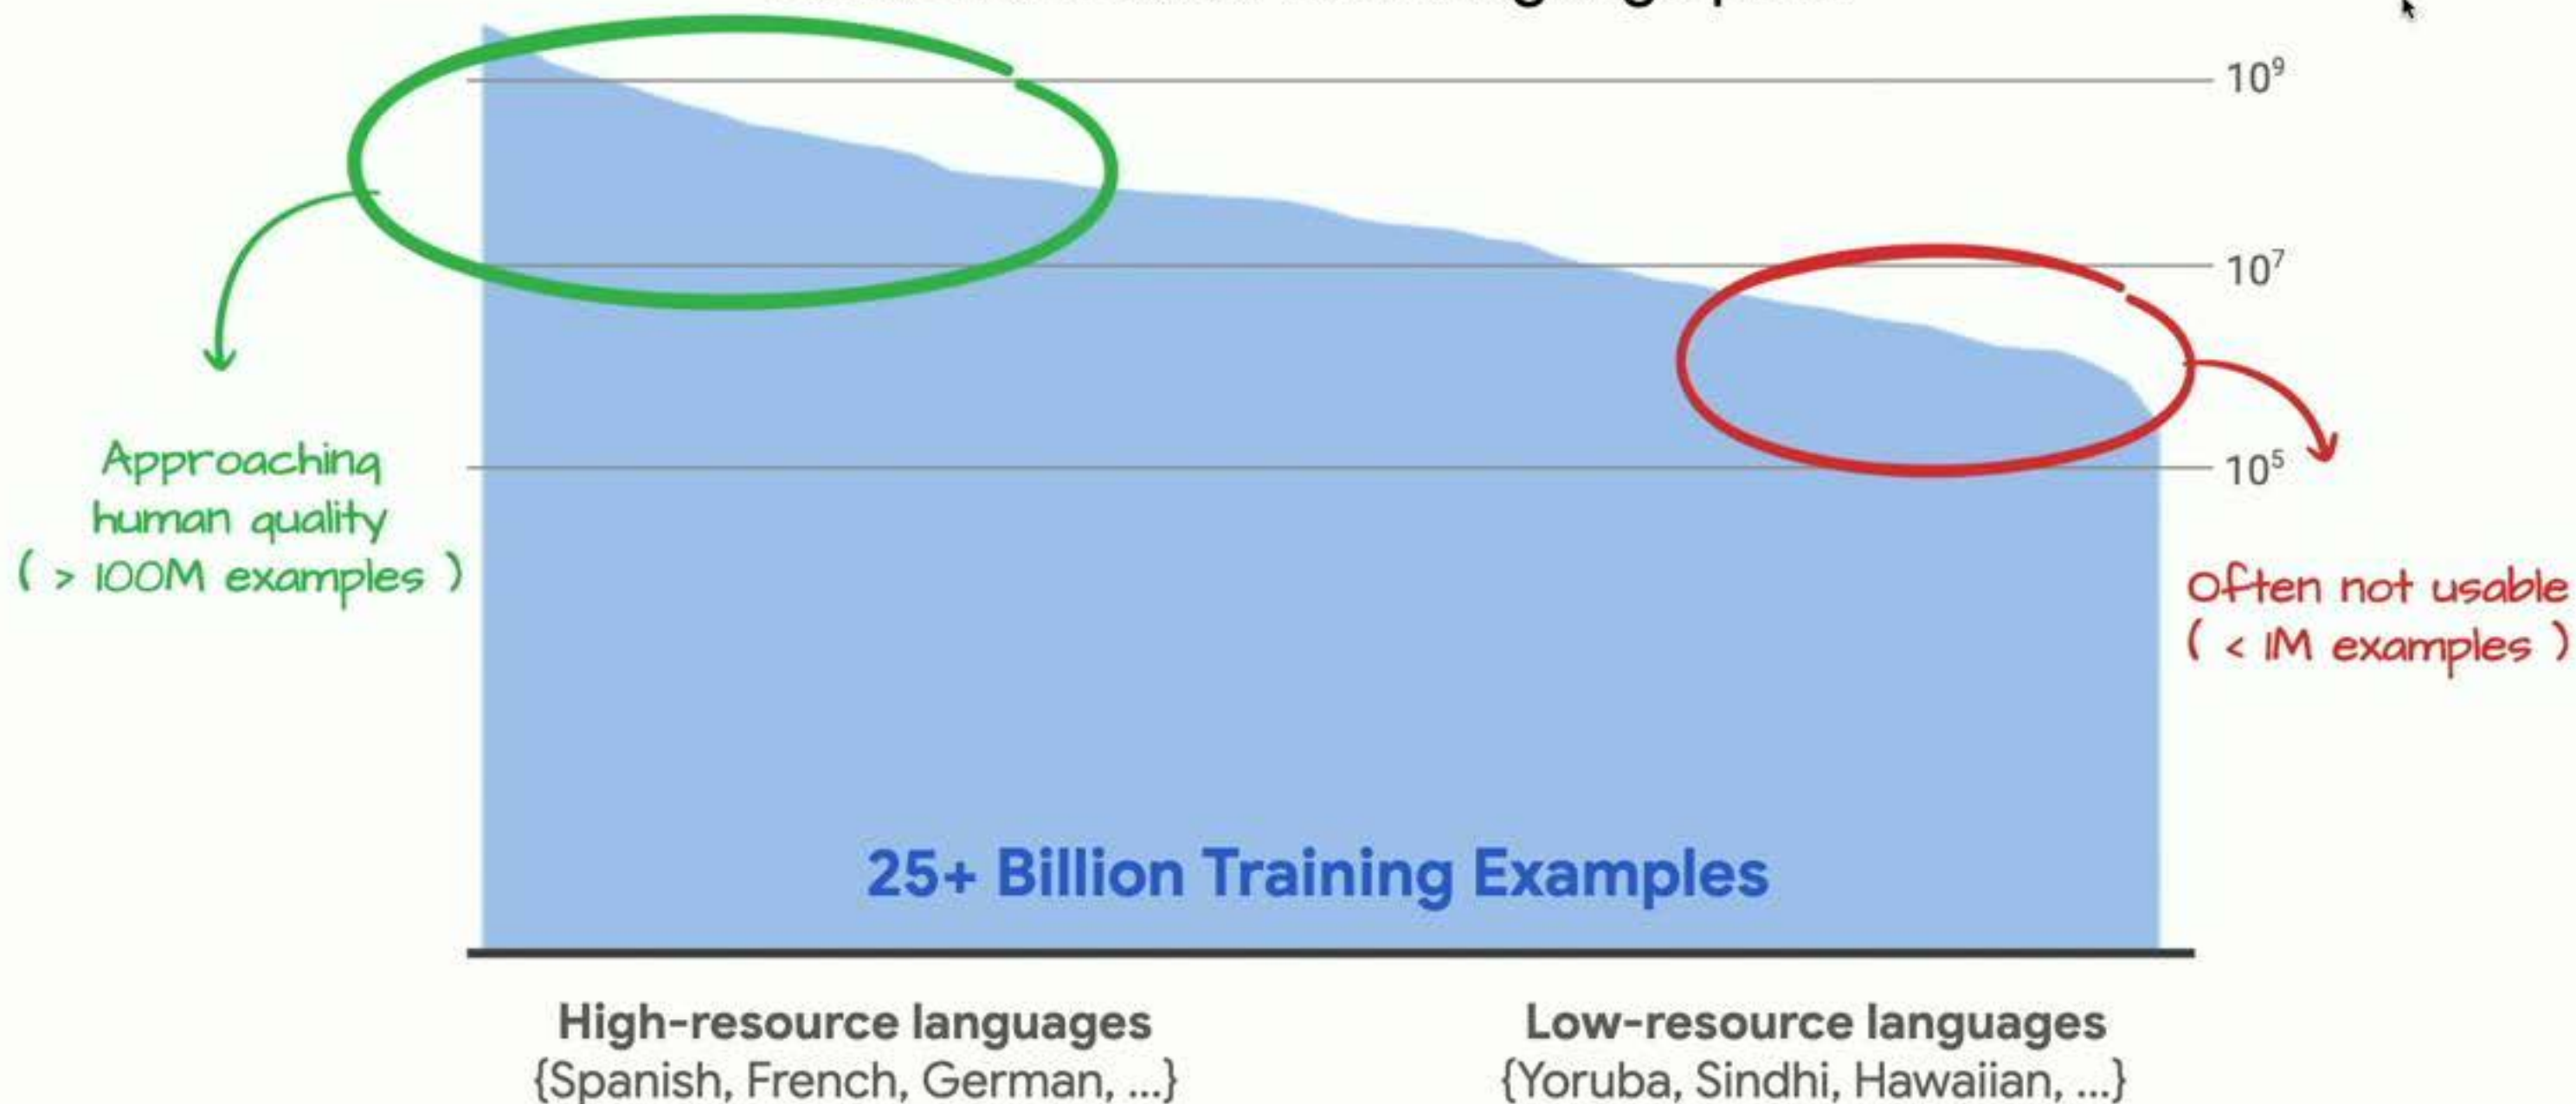 10⁹
10⁷
10⁵
Approaching
human quality
( > 100M examples )
Often not usable
( < 1M examples )
25+ Billion Training Examples
High-resource languages
{Spanish, French, German, ...}
Low-resource languages
{Yoruba, Sindhi, Hawaiian, ...}